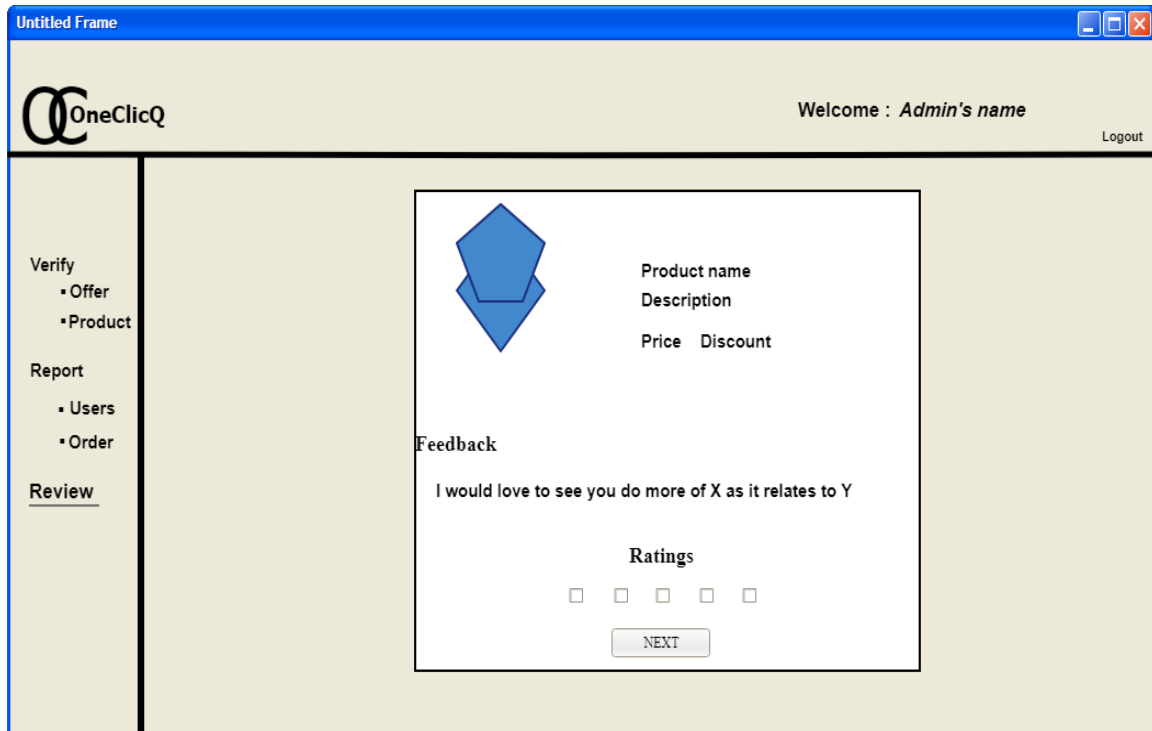 Untitled Frame
OC OneClicQ
Welcome : Admin's name
Logout
Verify
▪ Offer
▪ Product
Report
▪ Users
▪ Order
Review
Product name
Description
Price Discount
Feedback
I would love to see you do more of X as it relates to Y
Ratings
NEXT